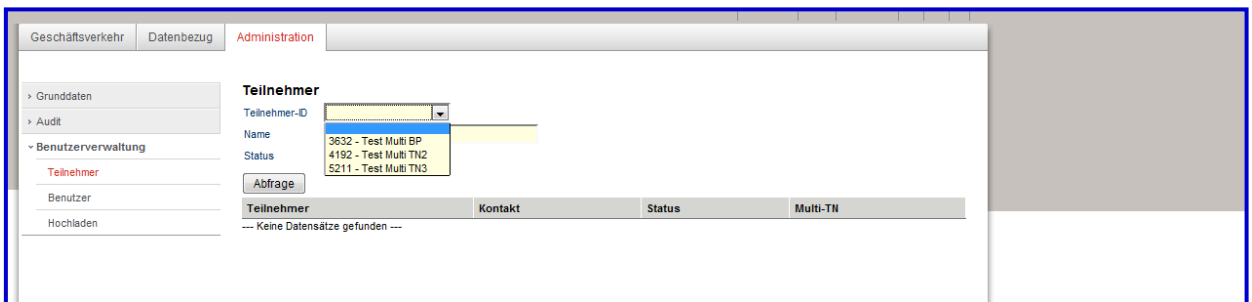 Geschäftsverkehr Datenbezug Administration
› Grunddaten
› Audit
Benutzerverwaltung
Teilnehmer
Benutzer
Hochladen
Teilnehmer
Teilnehmer-ID
Name
Status
3632 - Test Multi BP
4192 - Test Multi TN2
5211 - Test Multi TN3
Abfrage
Teilnehmer Kontakt Status Multi-TN
--- Keine Datensätze gefunden ---